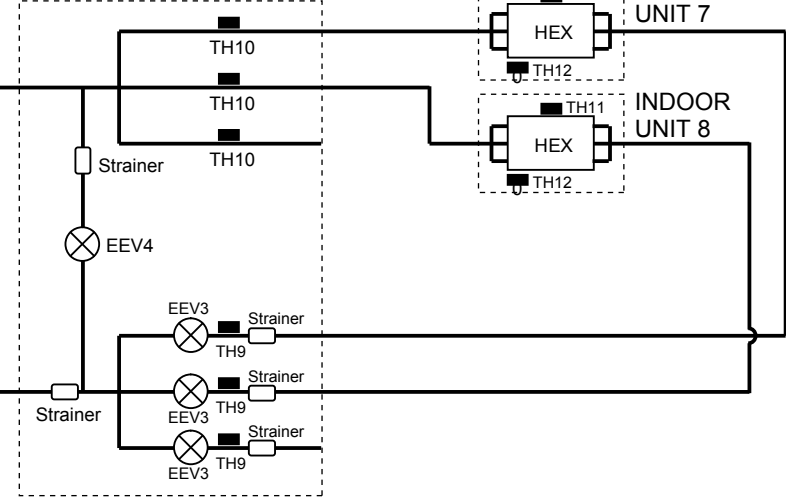 UNIT 7
HEX
TH10
TH12
TH10
TH11
INDOOR
UNIT 8
HEX
TH10
Strainer
TH12
EEV4
EEV3
Strainer
TH9
Strainer
Strainer
EEV3
TH9
Strainer
EEV3
TH9